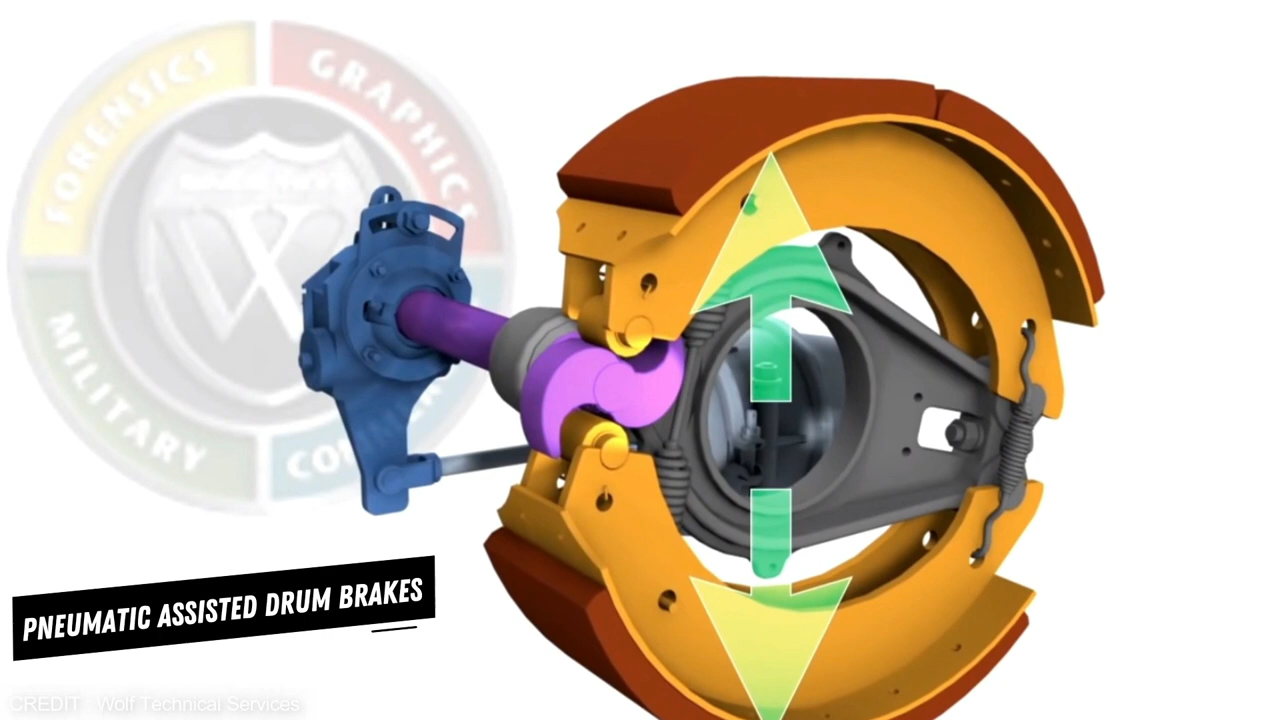 FORENSICS
GRAPHICS
MILITARY
PNEUMATIC ASSISTED DRUM BRAKES
CREDIT : Wolf Technical Services